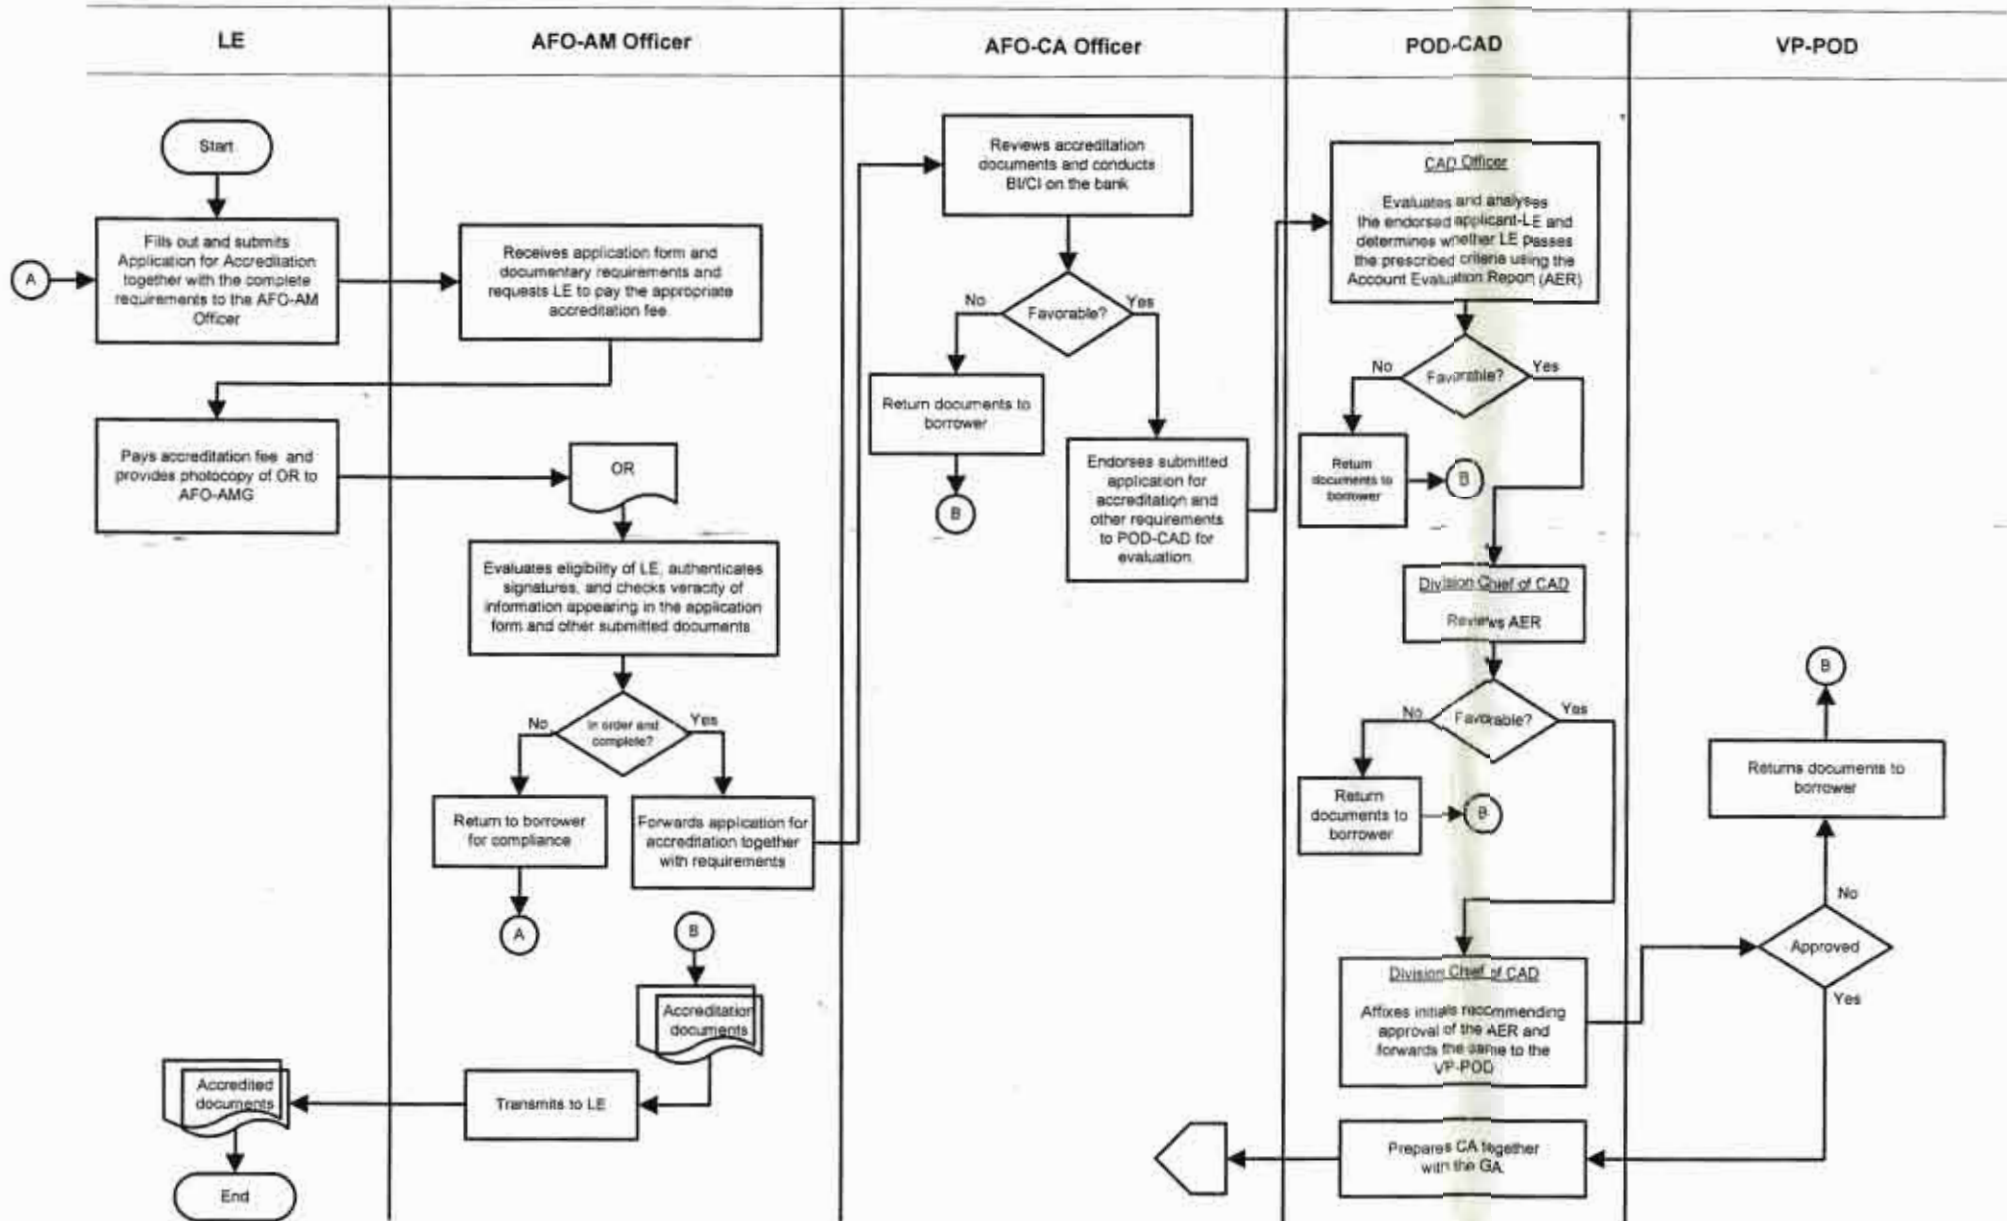 LE
AFO-AM Officer
AFO-CA Officer
POD-CAD
VP-POD
Start
A
Fills out and submits
Application for Accreditation
together with the complete
requirements to the AFO-AM
Officer
Pays accreditation fee and
provides photocopy of OR to
AFO-AMG
Accredited
documents
End
Receives application form and
documentary requirements and
requests LE to pay the appropriate
accreditation fee.
OR
Evaluates eligibility of LE, authenticates
signatures, and checks veracity of
information appearing in the application
form and other submitted documents
In order and
complete?
No
Yes
Return to borrower
for compliance
Forwards application for
accreditation together
with requirements
A
B
Accreditation
documents
Transmits to LE
Reviews accreditation
documents and conducts
BI/CI on the bank
Favorable?
No
Yes
Return documents to
borrower
B
Endorses submitted
application for
accreditation and
other requirements
to POD-CAD for
evaluation.
CAD Officer
Evaluates and analyses
the endorsed applicant-LE and
determines whether LE passes
the prescribed criteria using the
Account Evaluation Report (AER)
Favorable?
No
Yes
Return
documents to
borrower
B
Division Chief of CAD
Reviews AER
Favorable?
No
Yes
Return
documents to
borrower
B
Division Chief of CAD
Affixes initials recommending
approval of the AER and
forwards the same to the
VP-POD
Prepares CA together
with the GA.
B
Returns documents to
borrower
No
Approved
Yes